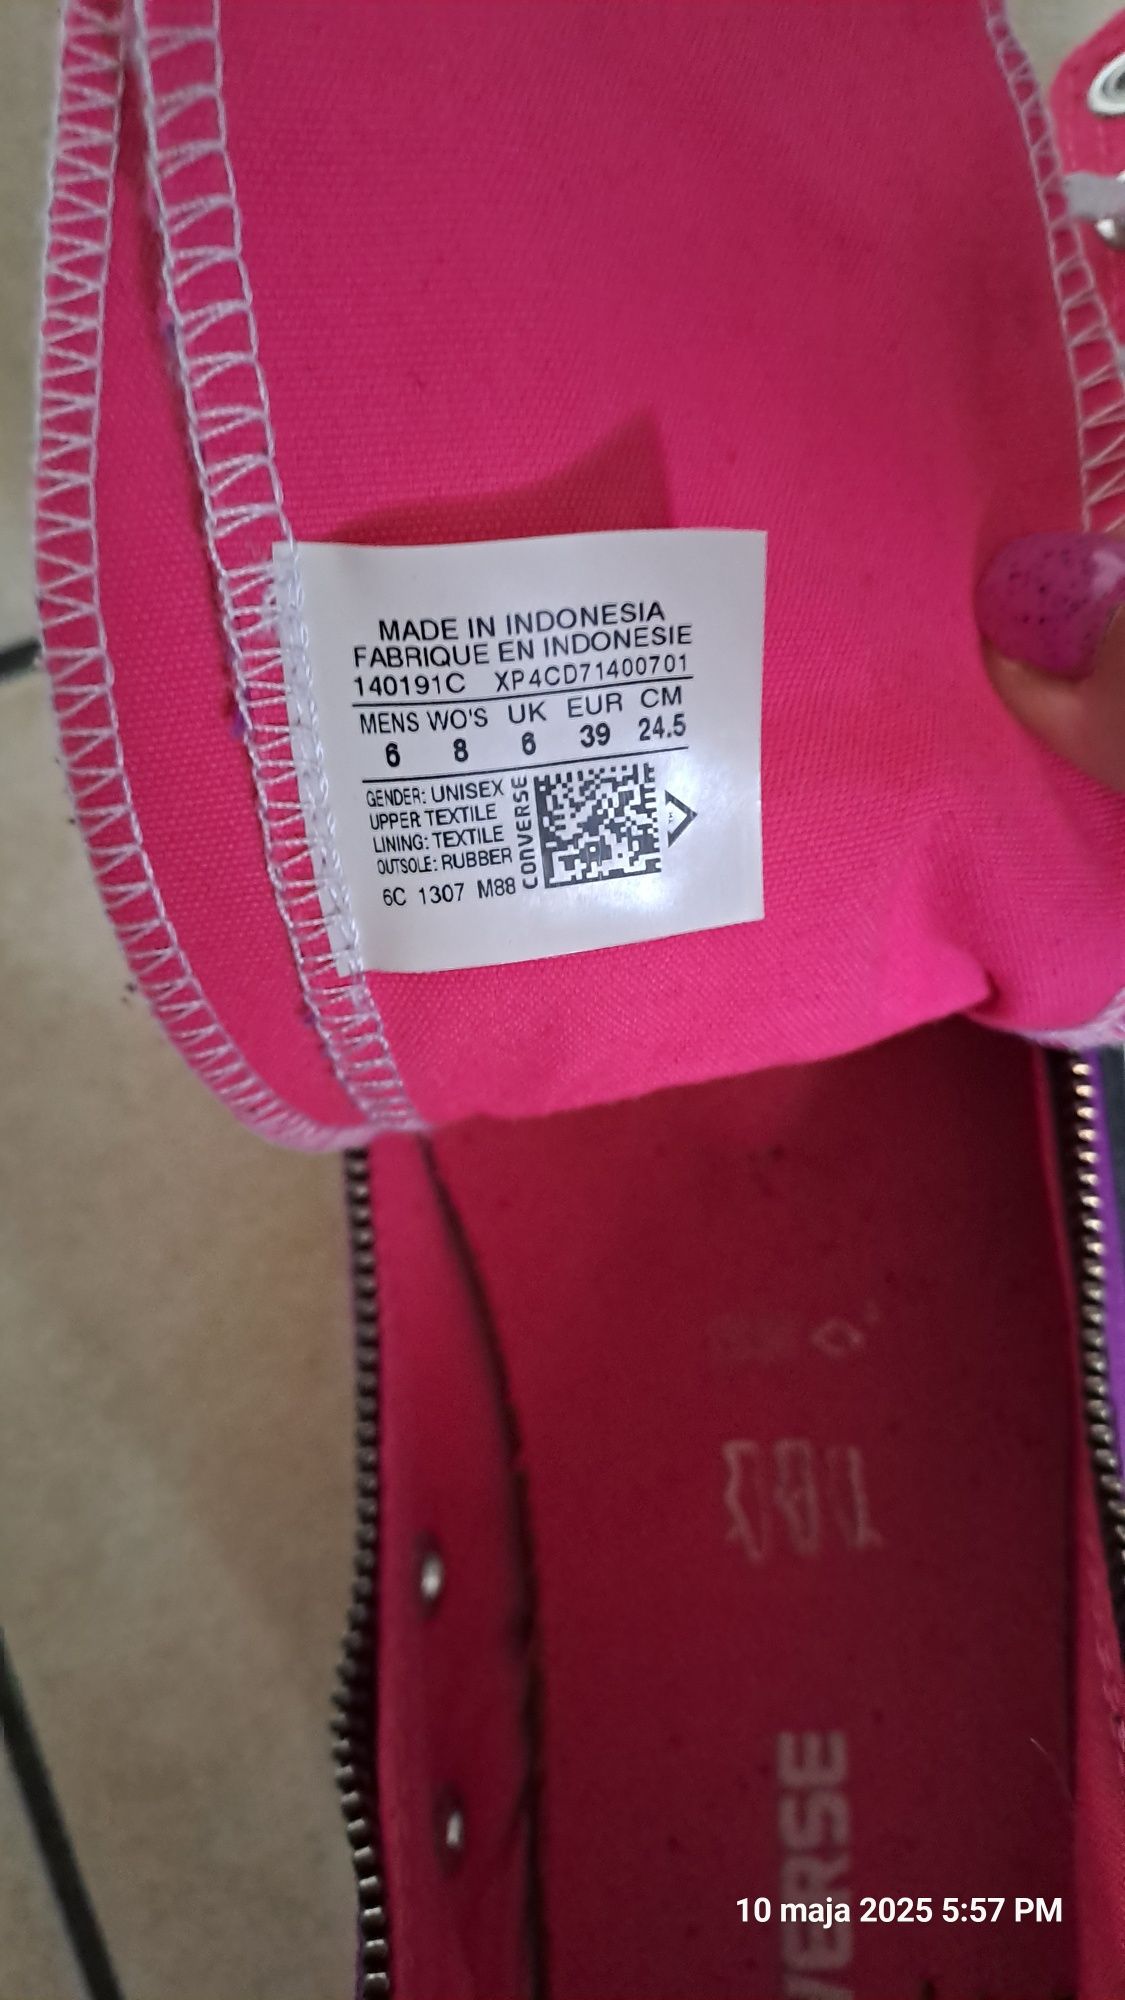 MADE IN INDONESIA
FABRIQUE EN INDONESIE
140191C XP4CD71400701
MENS WO'S UK EUR CM
6 8 6 39 24.5
GENDER: UNISEX
UPPER TEXTILE
LINING: TEXTILE
OUTSOLE: RUBBER
6C 1307 M88
CONVERSE
VERSE
10 maja 2025 5:57 PM